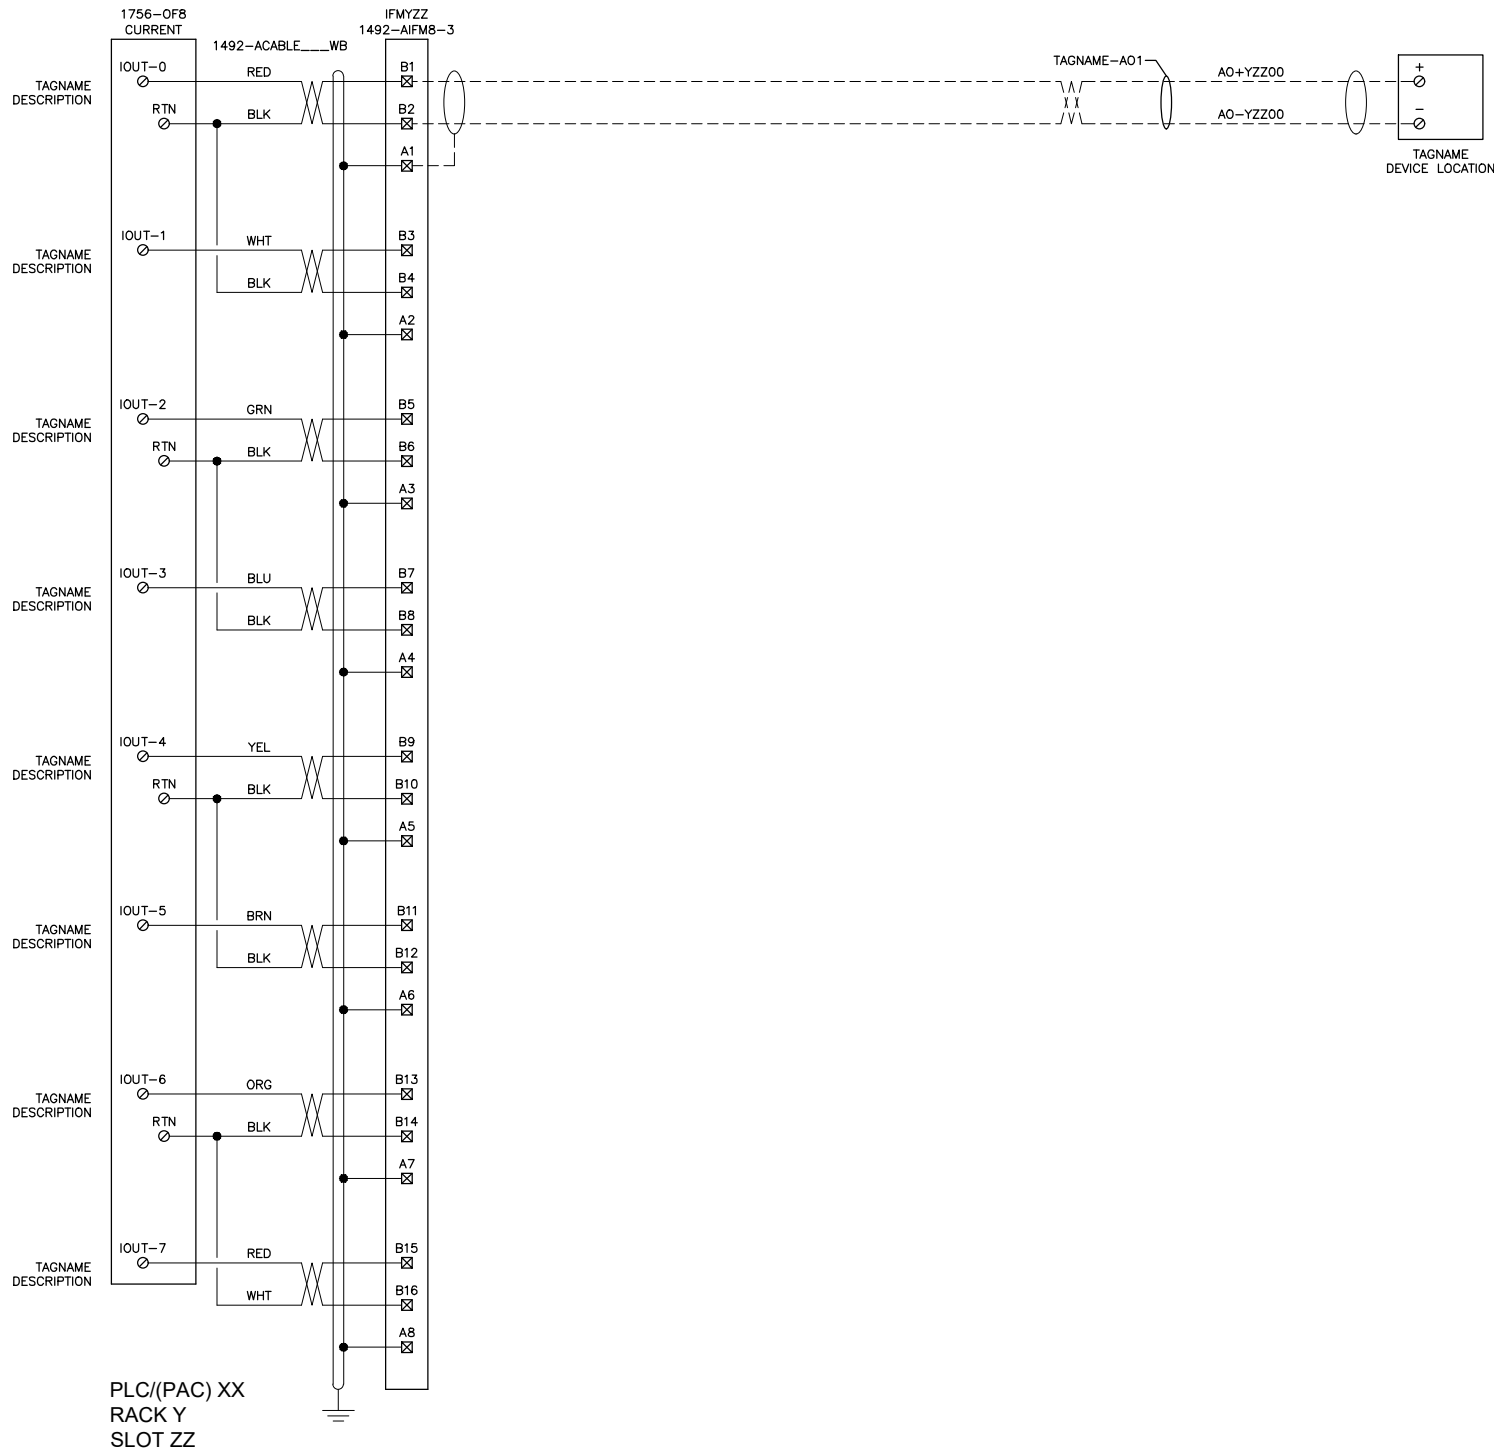 1756-OF8
CURRENT
IFMYZZ
1492-AIFM8-3
1492-ACABLE___WB
TAGNAME
DESCRIPTION
IOUT-0
RED
B1
RTN
BLK
B2
A1
TAGNAME-AO1
AO+YZZ00
AO-YZZ00
+
-
TAGNAME
DEVICE LOCATION
TAGNAME
DESCRIPTION
IOUT-1
WHT
B3
BLK
B4
A2
TAGNAME
DESCRIPTION
IOUT-2
GRN
B5
RTN
BLK
B6
A3
TAGNAME
DESCRIPTION
IOUT-3
BLU
B7
BLK
B8
A4
TAGNAME
DESCRIPTION
IOUT-4
YEL
B9
RTN
BLK
B10
A5
TAGNAME
DESCRIPTION
IOUT-5
BRN
B11
BLK
B12
A6
TAGNAME
DESCRIPTION
IOUT-6
ORG
B13
RTN
BLK
B14
A7
TAGNAME
DESCRIPTION
IOUT-7
RED
B15
WHT
B16
A8
PLC/(PAC) XX
RACK Y
SLOT ZZ